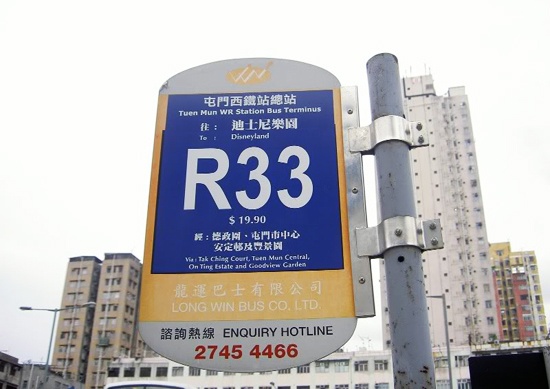 屯門西鐵站總站
Tuen Mun WR Station Bus Terminus
往： 迪士尼樂園
To : Disneyland
R33
$ 19.90
經：德政圍、屯門市中心
安定邨及豐景園
Via : Tak Ching Court, Tuen Mun Central,
On Ting Estate and Goodview Garden
龍運巴士有限公司
LONG WIN BUS CO. LTD.
諮詢熱線 ENQUIRY HOTLINE
2745 4466